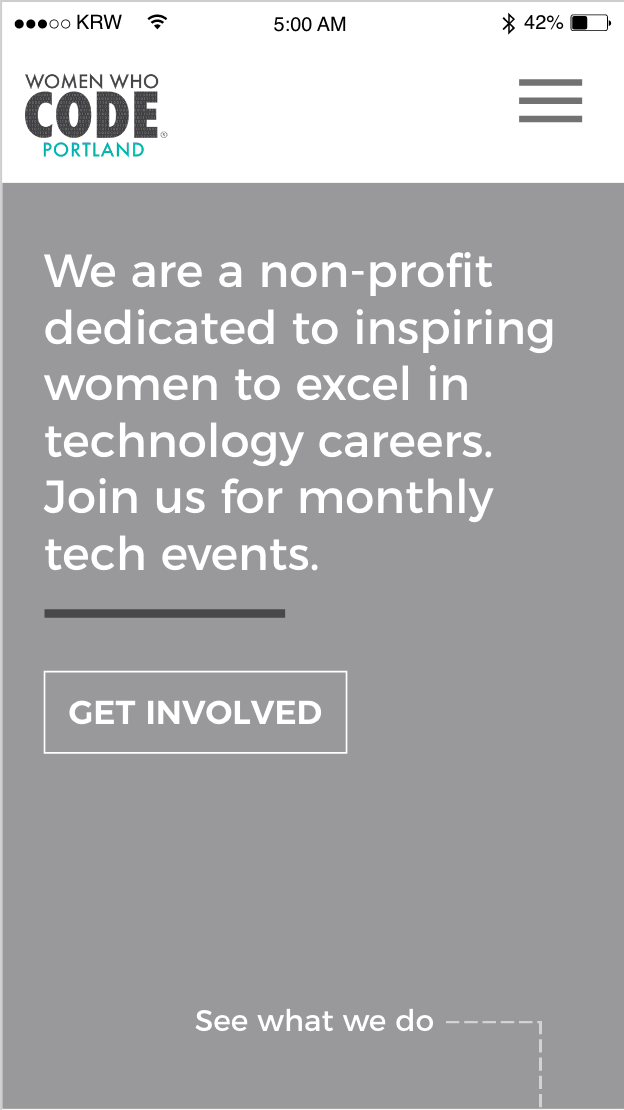 KRW 5:00 AM 42%
WOMEN WHO
CODE®
PORTLAND
We are a non-profit
dedicated to inspiring
women to excel in
technology careers.
Join us for monthly
tech events.
GET INVOLVED
See what we do